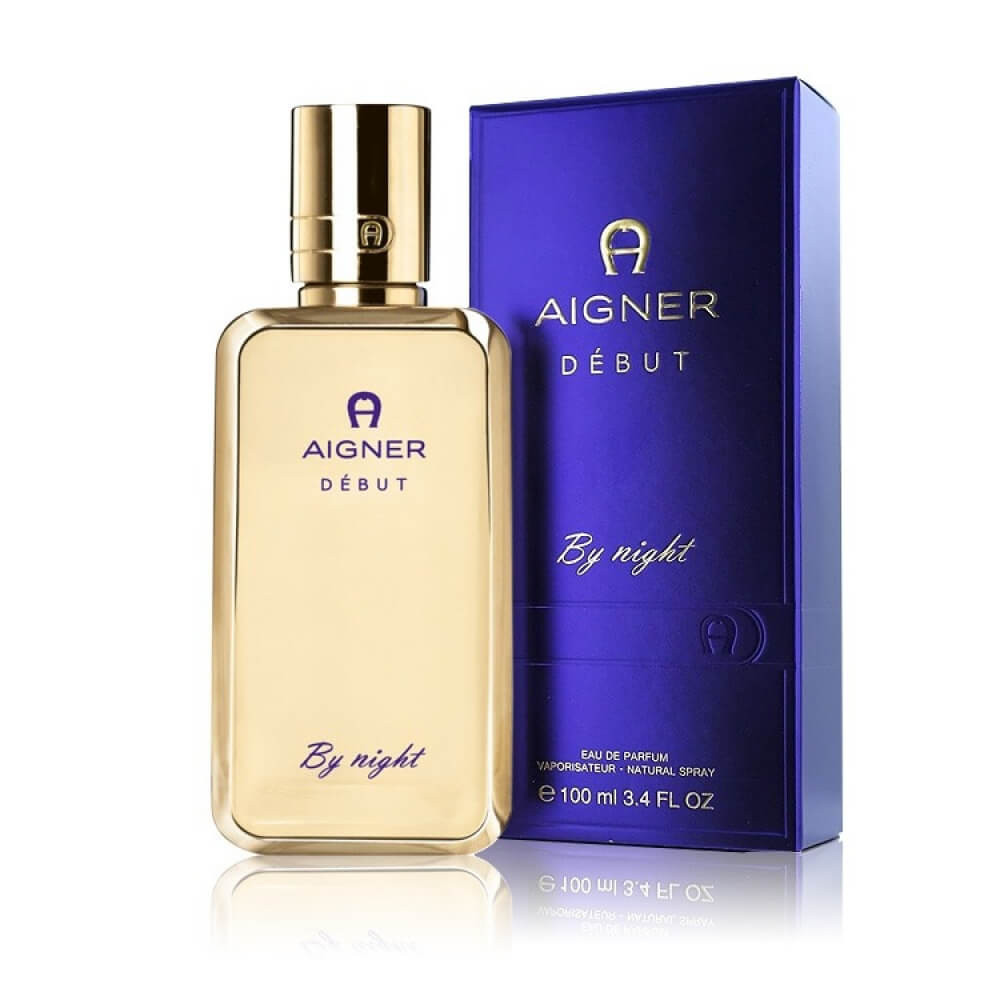 AIGNER
DÉBUT
By night
AIGNER
DÉBUT
By night
EAU DE PARFUM
VAPORISATEUR - NATURAL SPRAY
e 100 ml 3.4 FL OZ